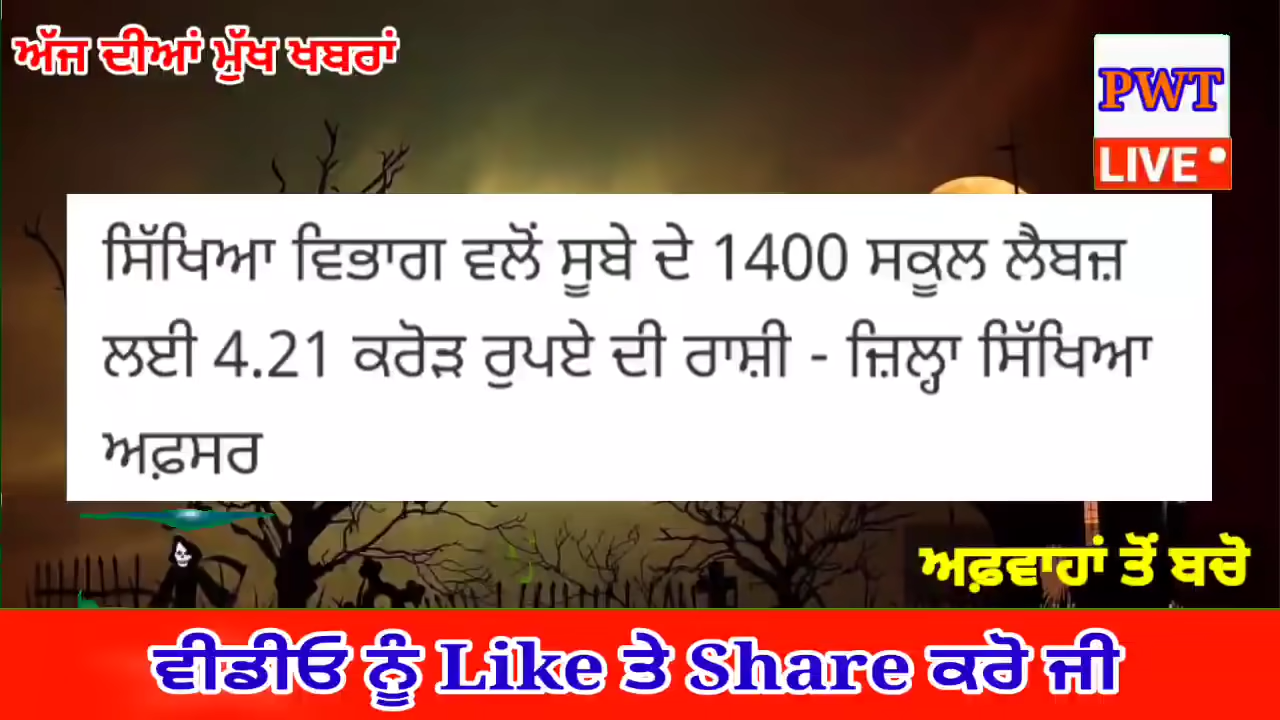 ਅੱਜ ਦੀਆਂ ਮੁੱਖ ਖਬਰਾਂ
PWT
LIVE
ਸਿੱਖਿਆ ਵਿਭਾਗ ਵਲੋਂ ਸੂਬੇ ਦੇ 1400 ਸਕੂਲ ਲੈਬਜ਼
ਲਈ 4.21 ਕਰੋੜ ਰੁਪਏ ਦੀ ਰਾਸ਼ੀ - ਜ਼ਿਲ੍ਹਾ ਸਿੱਖਿਆ
ਅਫ਼ਸਰ
ਅਫ਼ਵਾਹਾਂ ਤੋਂ ਬਚੋ
ਵੀਡੀਓ ਨੂੰ Like ਤੇ Share ਕਰੋ ਜੀ